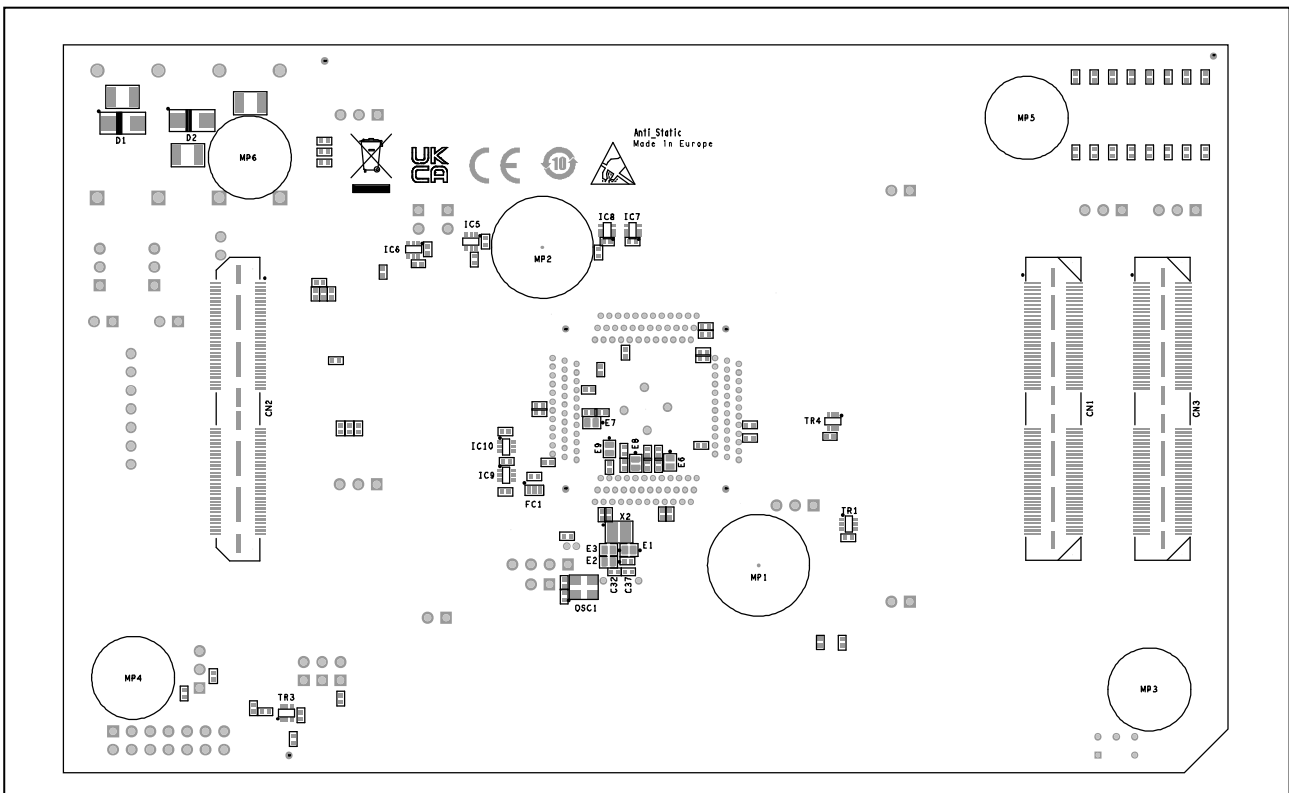 Anti_Static
Made in Europe
MP5
D1
D2
MP6
UK
CA
CE
10
IC8
IC7
IC5
IC6
MP2
CN2
CN1
CN3
TR4
E7
IC10
E9
E8
E6
IC9
FC1
X2
TR1
E3
E1
E2
C32
C37
MP1
OSC1
MP4
MP3
TR3